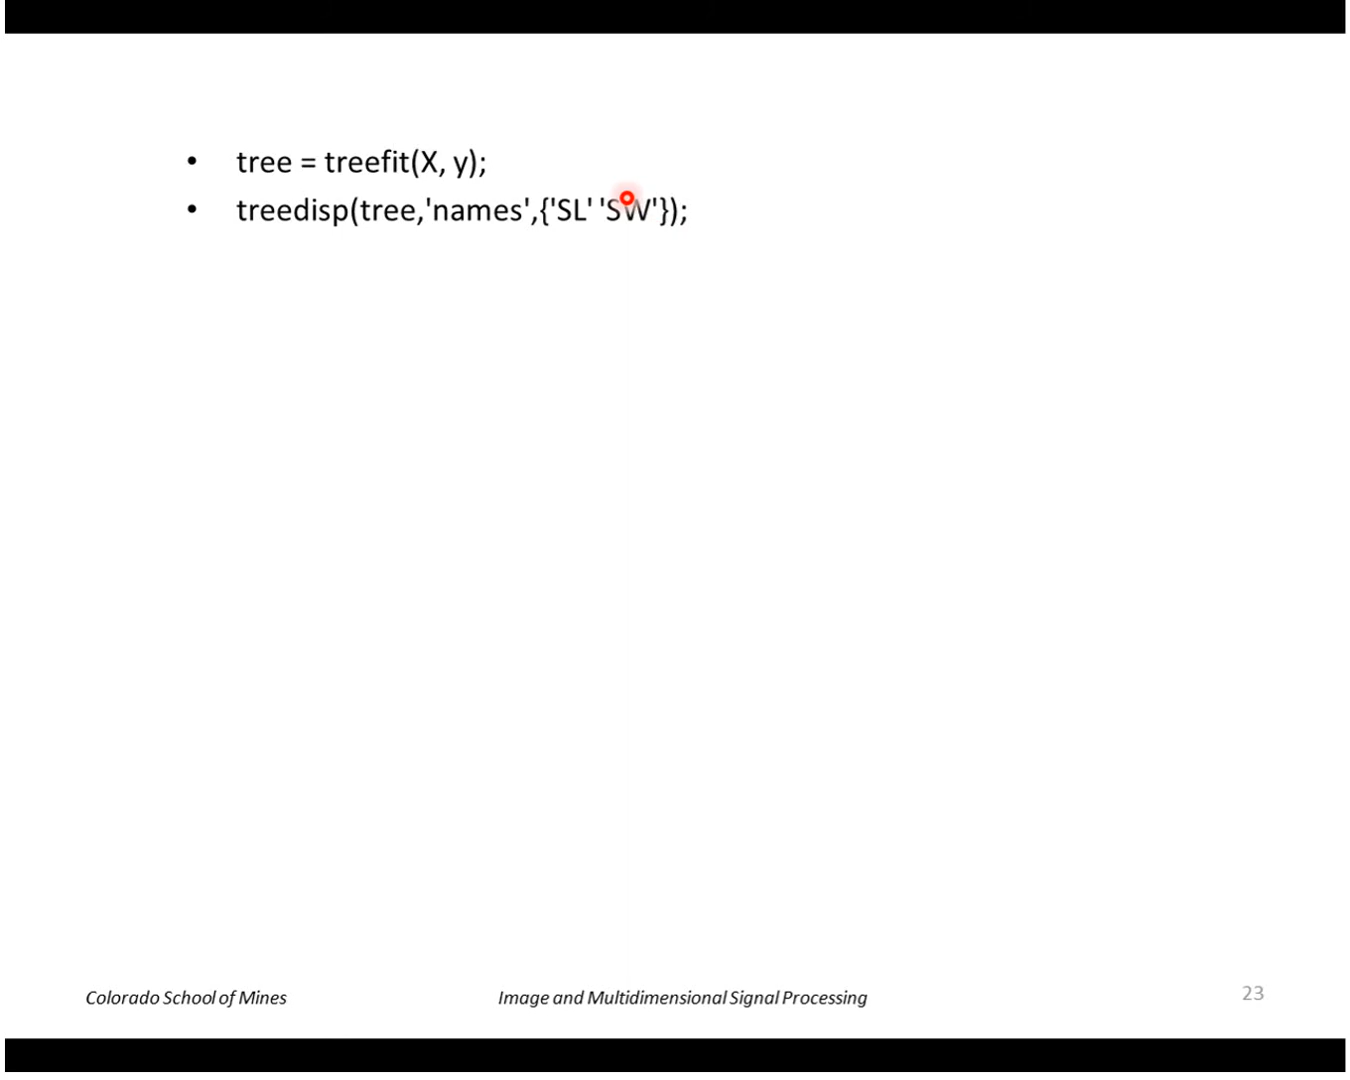 • tree = treefit(X, y);
• treedisp(tree,'names',{'SL' 'SW'});
Colorado School of Mines
Image and Multidimensional Signal Processing
23